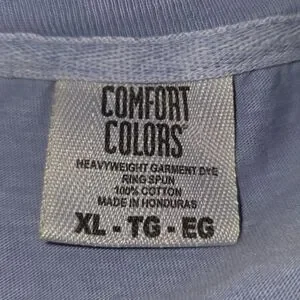 COMFORT
COLORS®
HEAVYWEIGHT GARMENT DYE
RING SPUN
100% COTTON
MADE IN HONDURAS
XL - TG - EG